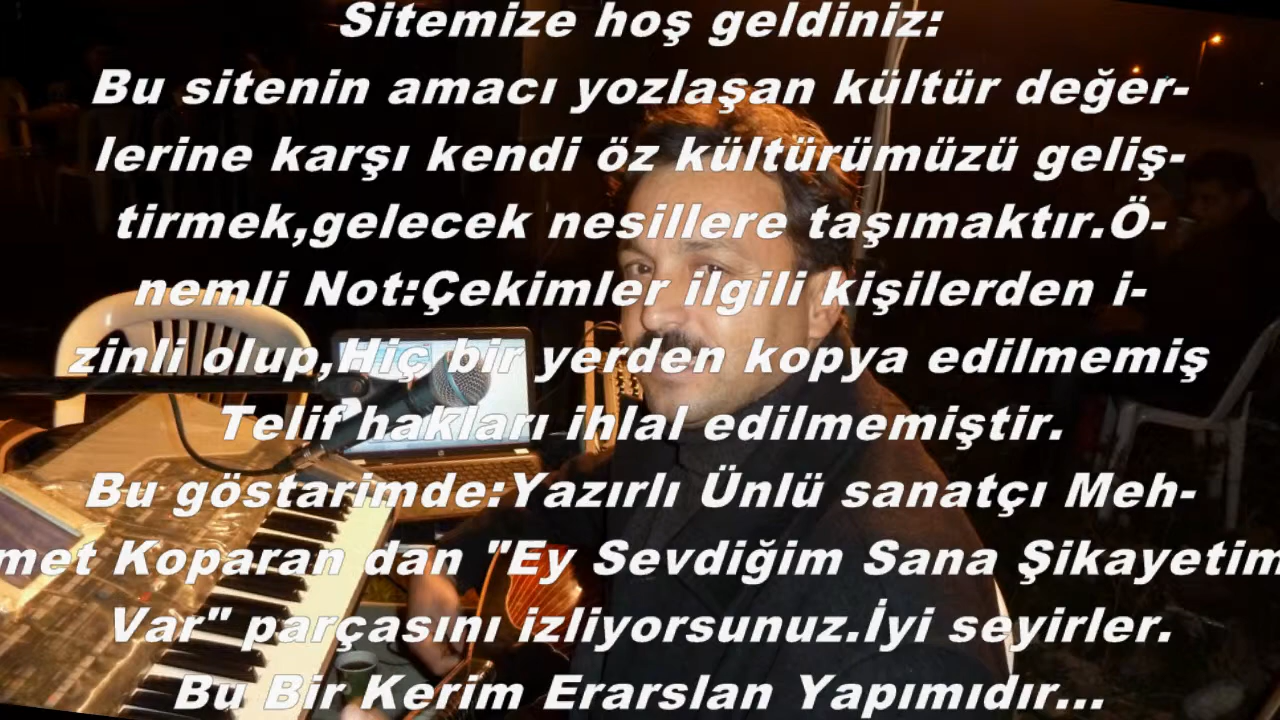 Sitemize hoş geldiniz:
Bu sitenin amacı yozlaşan kültür değer-
lerine karşı kendi öz kültürümüzü geliş-
tirmek,gelecek nesillere taşımaktır.Ö-
nemli Not:Çekimler ilgili kişilerden i-
zinli olup,Hiç bir yerden kopya edilmemiş
Telif hakları ihlal edilmemiştir.
Bu göstarimde:Yazırlı Ünlü sanatçı Meh-
met Koparan dan "Ey Sevdiğim Sana Şikayetim
Var" parçasını izliyorsunuz.İyi seyirler.
Bu Bir Kerim Erarslan Yapımıdır...